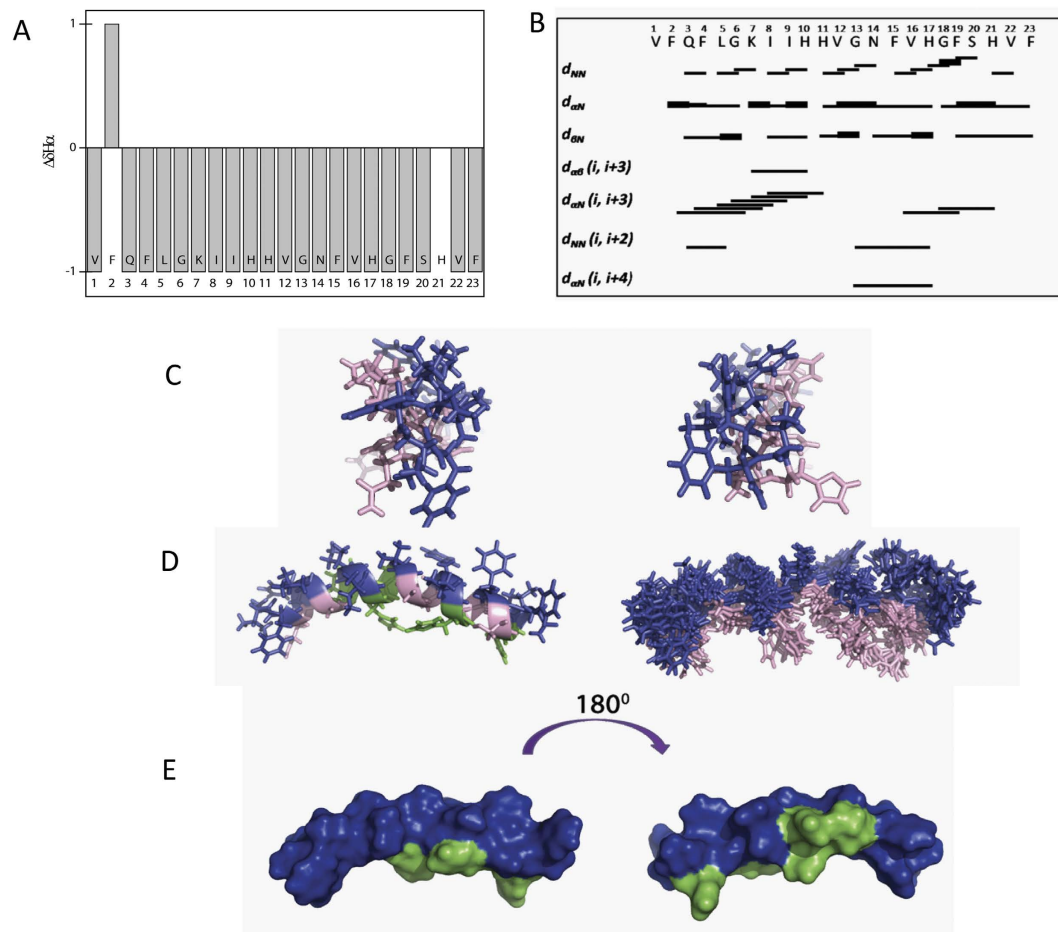 A
ΔδHα
1
0
-1
V F Q F L G K I I H H V G N F V H G F S H V F
1 2 3 4 5 6 7 8 9 10 11 12 13 14 15 16 17 18 19 20 21 22 23
B
1 2 3 4 5 6 7 8 9 10 11 12 13 14 15 16 17 18 19 20 21 22 23
V F Q F L G K I I H H V G N F V H G F S H V F
dNN
dαN
dβN
dαβ (i, i+3)
dαN (i, i+3)
dNN (i, i+2)
dαN (i, i+4)
C
D
180⁰
E